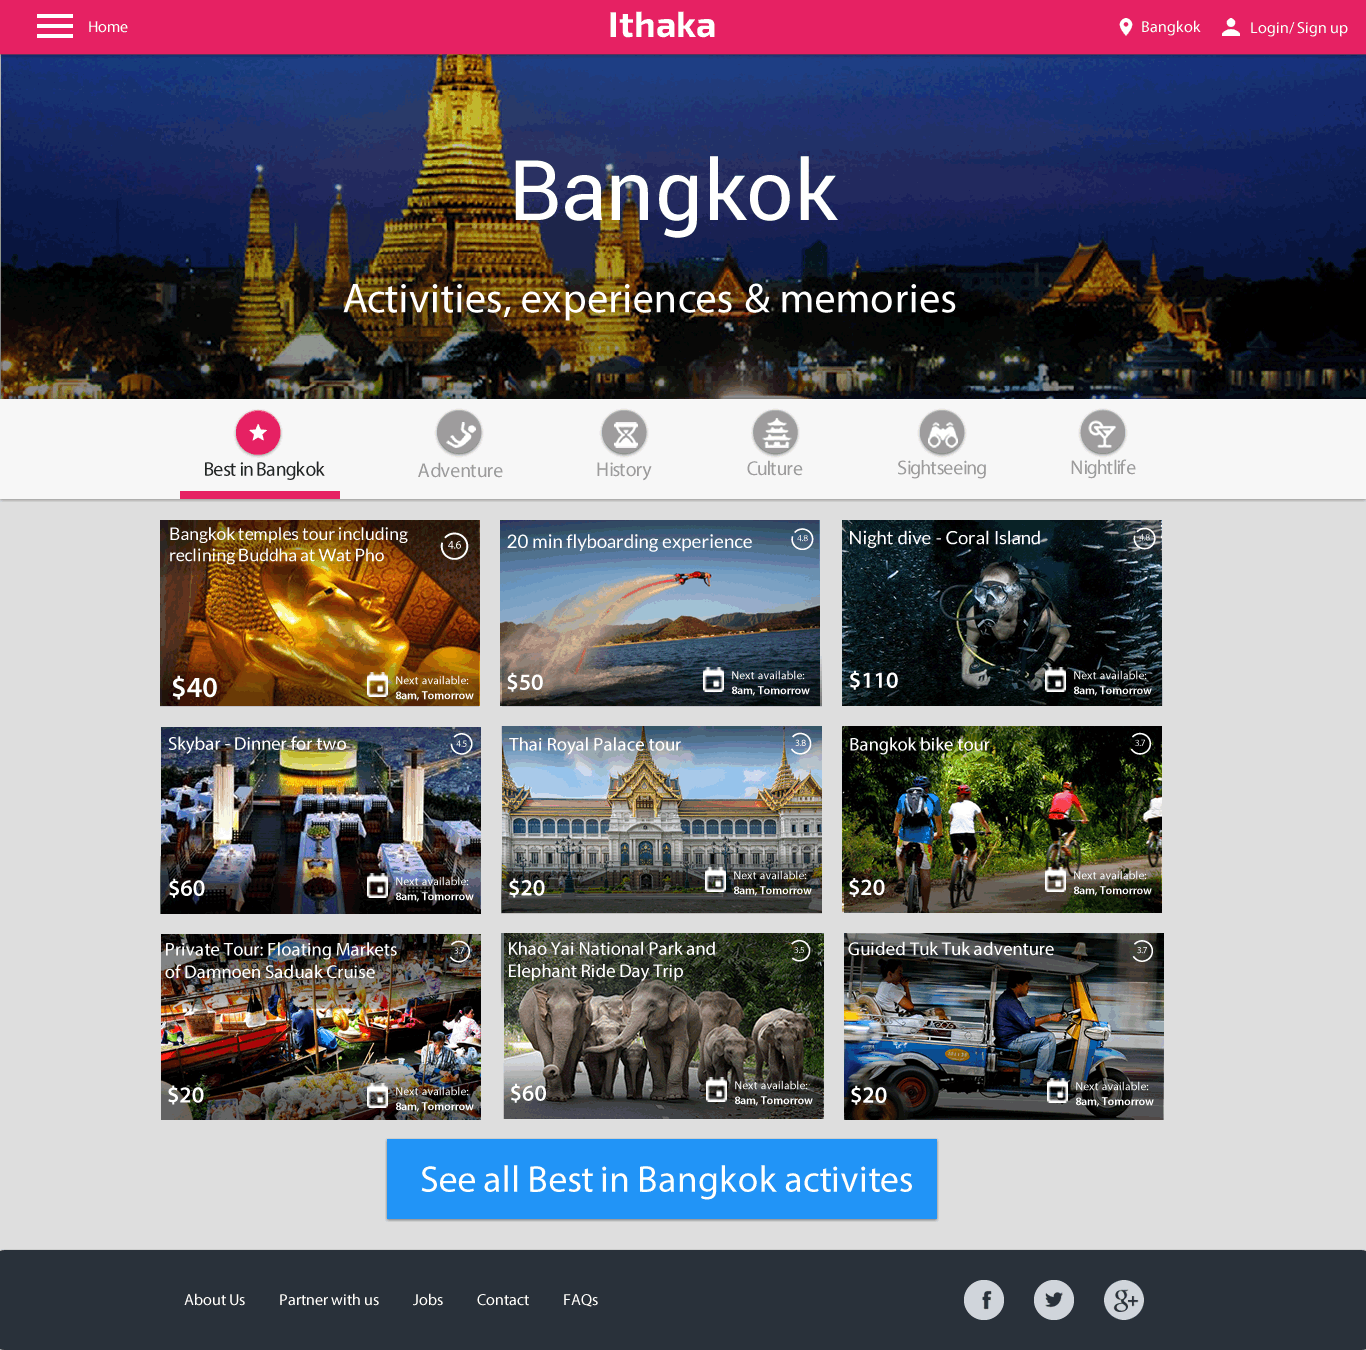 Home
Ithaka
Bangkok
Login/ Sign up
Bangkok
Activities, experiences & memories
Best in Bangkok
Adventure
History
Culture
Sightseeing
Nightlife
Bangkok temples tour including
reclining Buddha at Wat Pho
4.6
$40
Next available:
8am, Tomorrow
20 min flyboarding experience
4.8
$50
Next available:
8am, Tomorrow
Night dive - Coral Island
4.8
$110
Next available:
8am, Tomorrow
Skybar - Dinner for two
4.5
$60
Next available:
8am, Tomorrow
Thai Royal Palace tour
3.8
$20
Next available:
8am, Tomorrow
Bangkok bike tour
3.7
$20
Next available:
8am, Tomorrow
Private Tour: Floating Markets
of Damnoen Saduak Cruise
3.7
$20
Next available:
8am, Tomorrow
Khao Yai National Park and
Elephant Ride Day Trip
3.5
$60
Next available:
8am, Tomorrow
Guided Tuk Tuk adventure
3.7
$20
Next available:
8am, Tomorrow
See all Best in Bangkok activites
About Us
Partner with us
Jobs
Contact
FAQs
f
g+